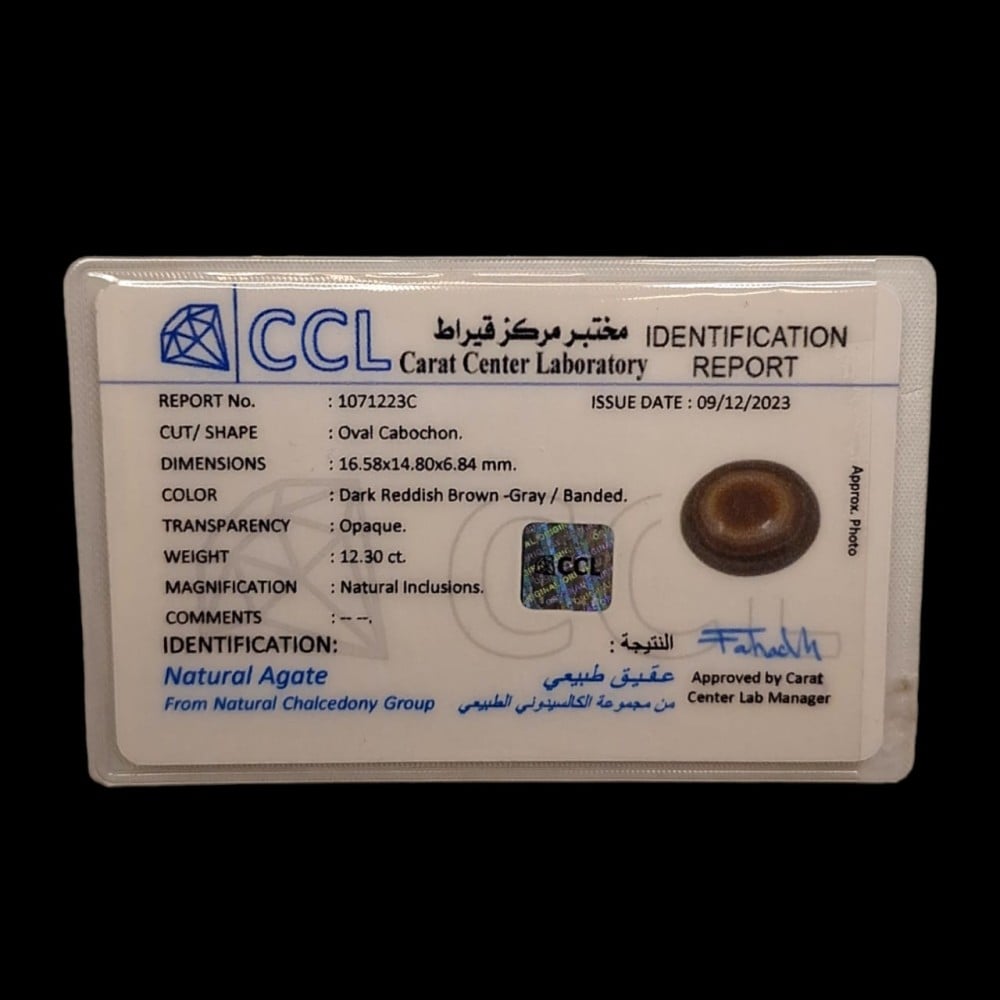 CCL
مختبر مركز قيراط
Carat Center Laboratory
IDENTIFICATION
REPORT
REPORT No. : 1071223C
ISSUE DATE : 09/12/2023
CUT/ SHAPE : Oval Cabochon.
DIMENSIONS : 16.58x14.80x6.84 mm.
COLOR : Dark Reddish Brown -Gray / Banded.
TRANSPARENCY : Opaque.
WEIGHT : 12.30 ct.
MAGNIFICATION : Natural Inclusions.
COMMENTS : -- --.
CCL
Approx. Photo
IDENTIFICATION:
النتيجة :
Natural Agate
عقيق طبيعي
From Natural Chalcedony Group
من مجموعة الكالسيدوني الطبيعي
Approved by Carat
Center Lab Manager